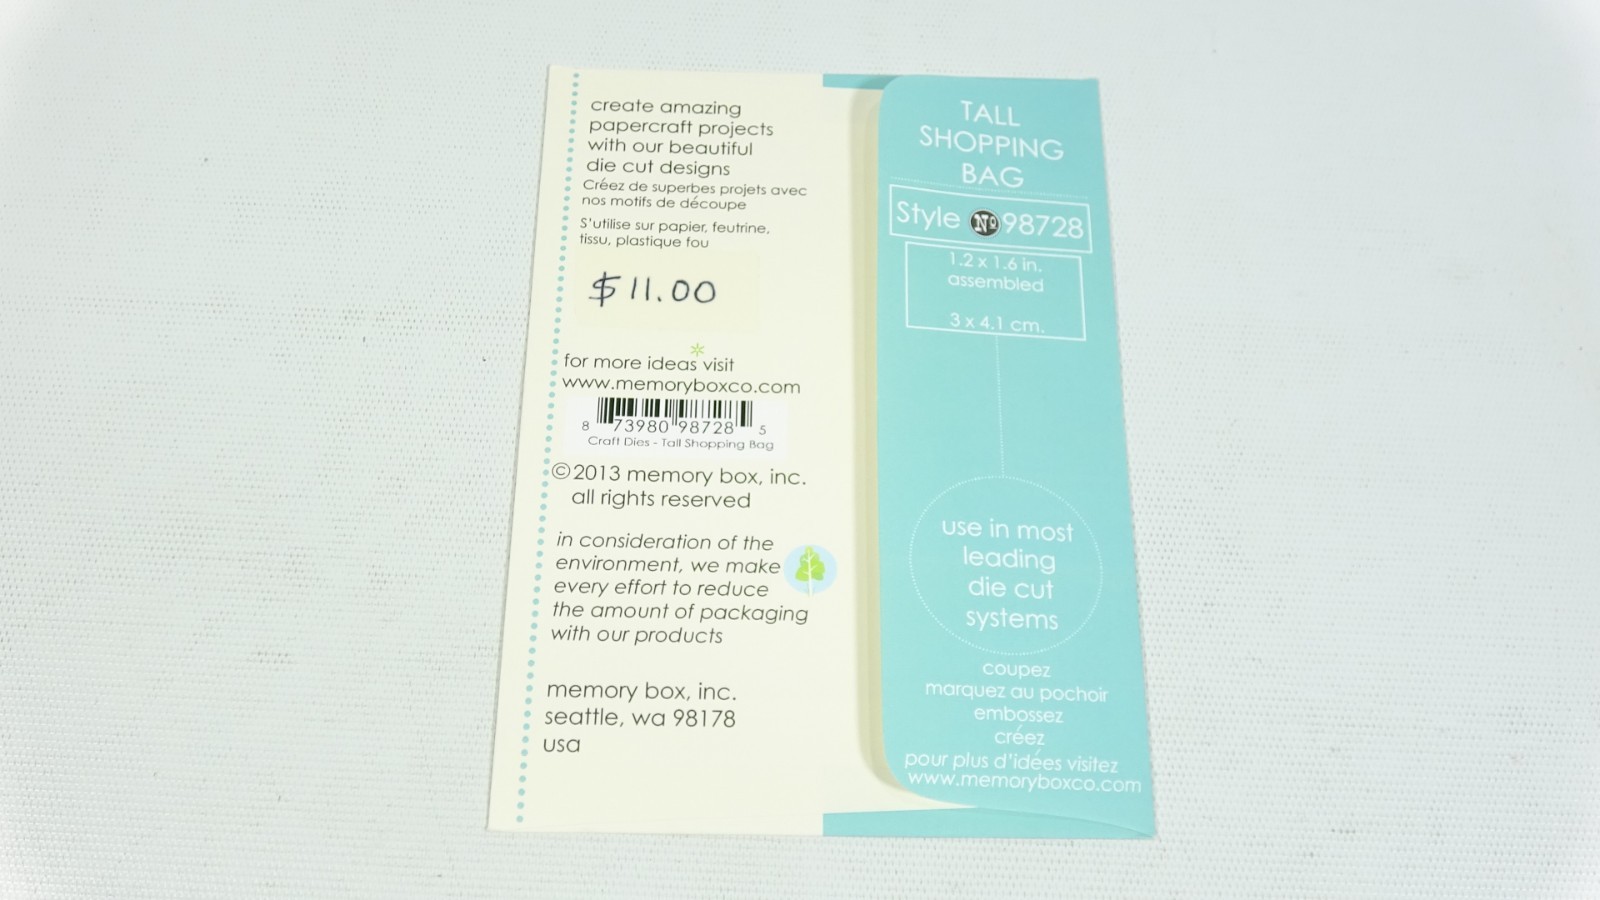 create amazing
papercraft projects
with our beautiful
die cut designs
Créez de superbes projets avec
nos motifs de découpe
S'utilise sur papier, feutrine,
tissu, plastique fou
$11.00
for more ideas visit
www.memoryboxco.com
8 73980 98728 5
Craft Dies - Tall Shopping Bag
©2013 memory box, inc.
all rights reserved
in consideration of the
environment, we make
every effort to reduce
the amount of packaging
with our products
memory box, inc.
seattle, wa 98178
usa
TALL
SHOPPING
BAG
Style Nº 98728
1.2 x 1.6 in.
assembled
3 x 4.1 cm.
use in most
leading
die cut
systems
coupez
marquez au pochoir
embossez
créez
pour plus d'idées visitez
www.memoryboxco.com